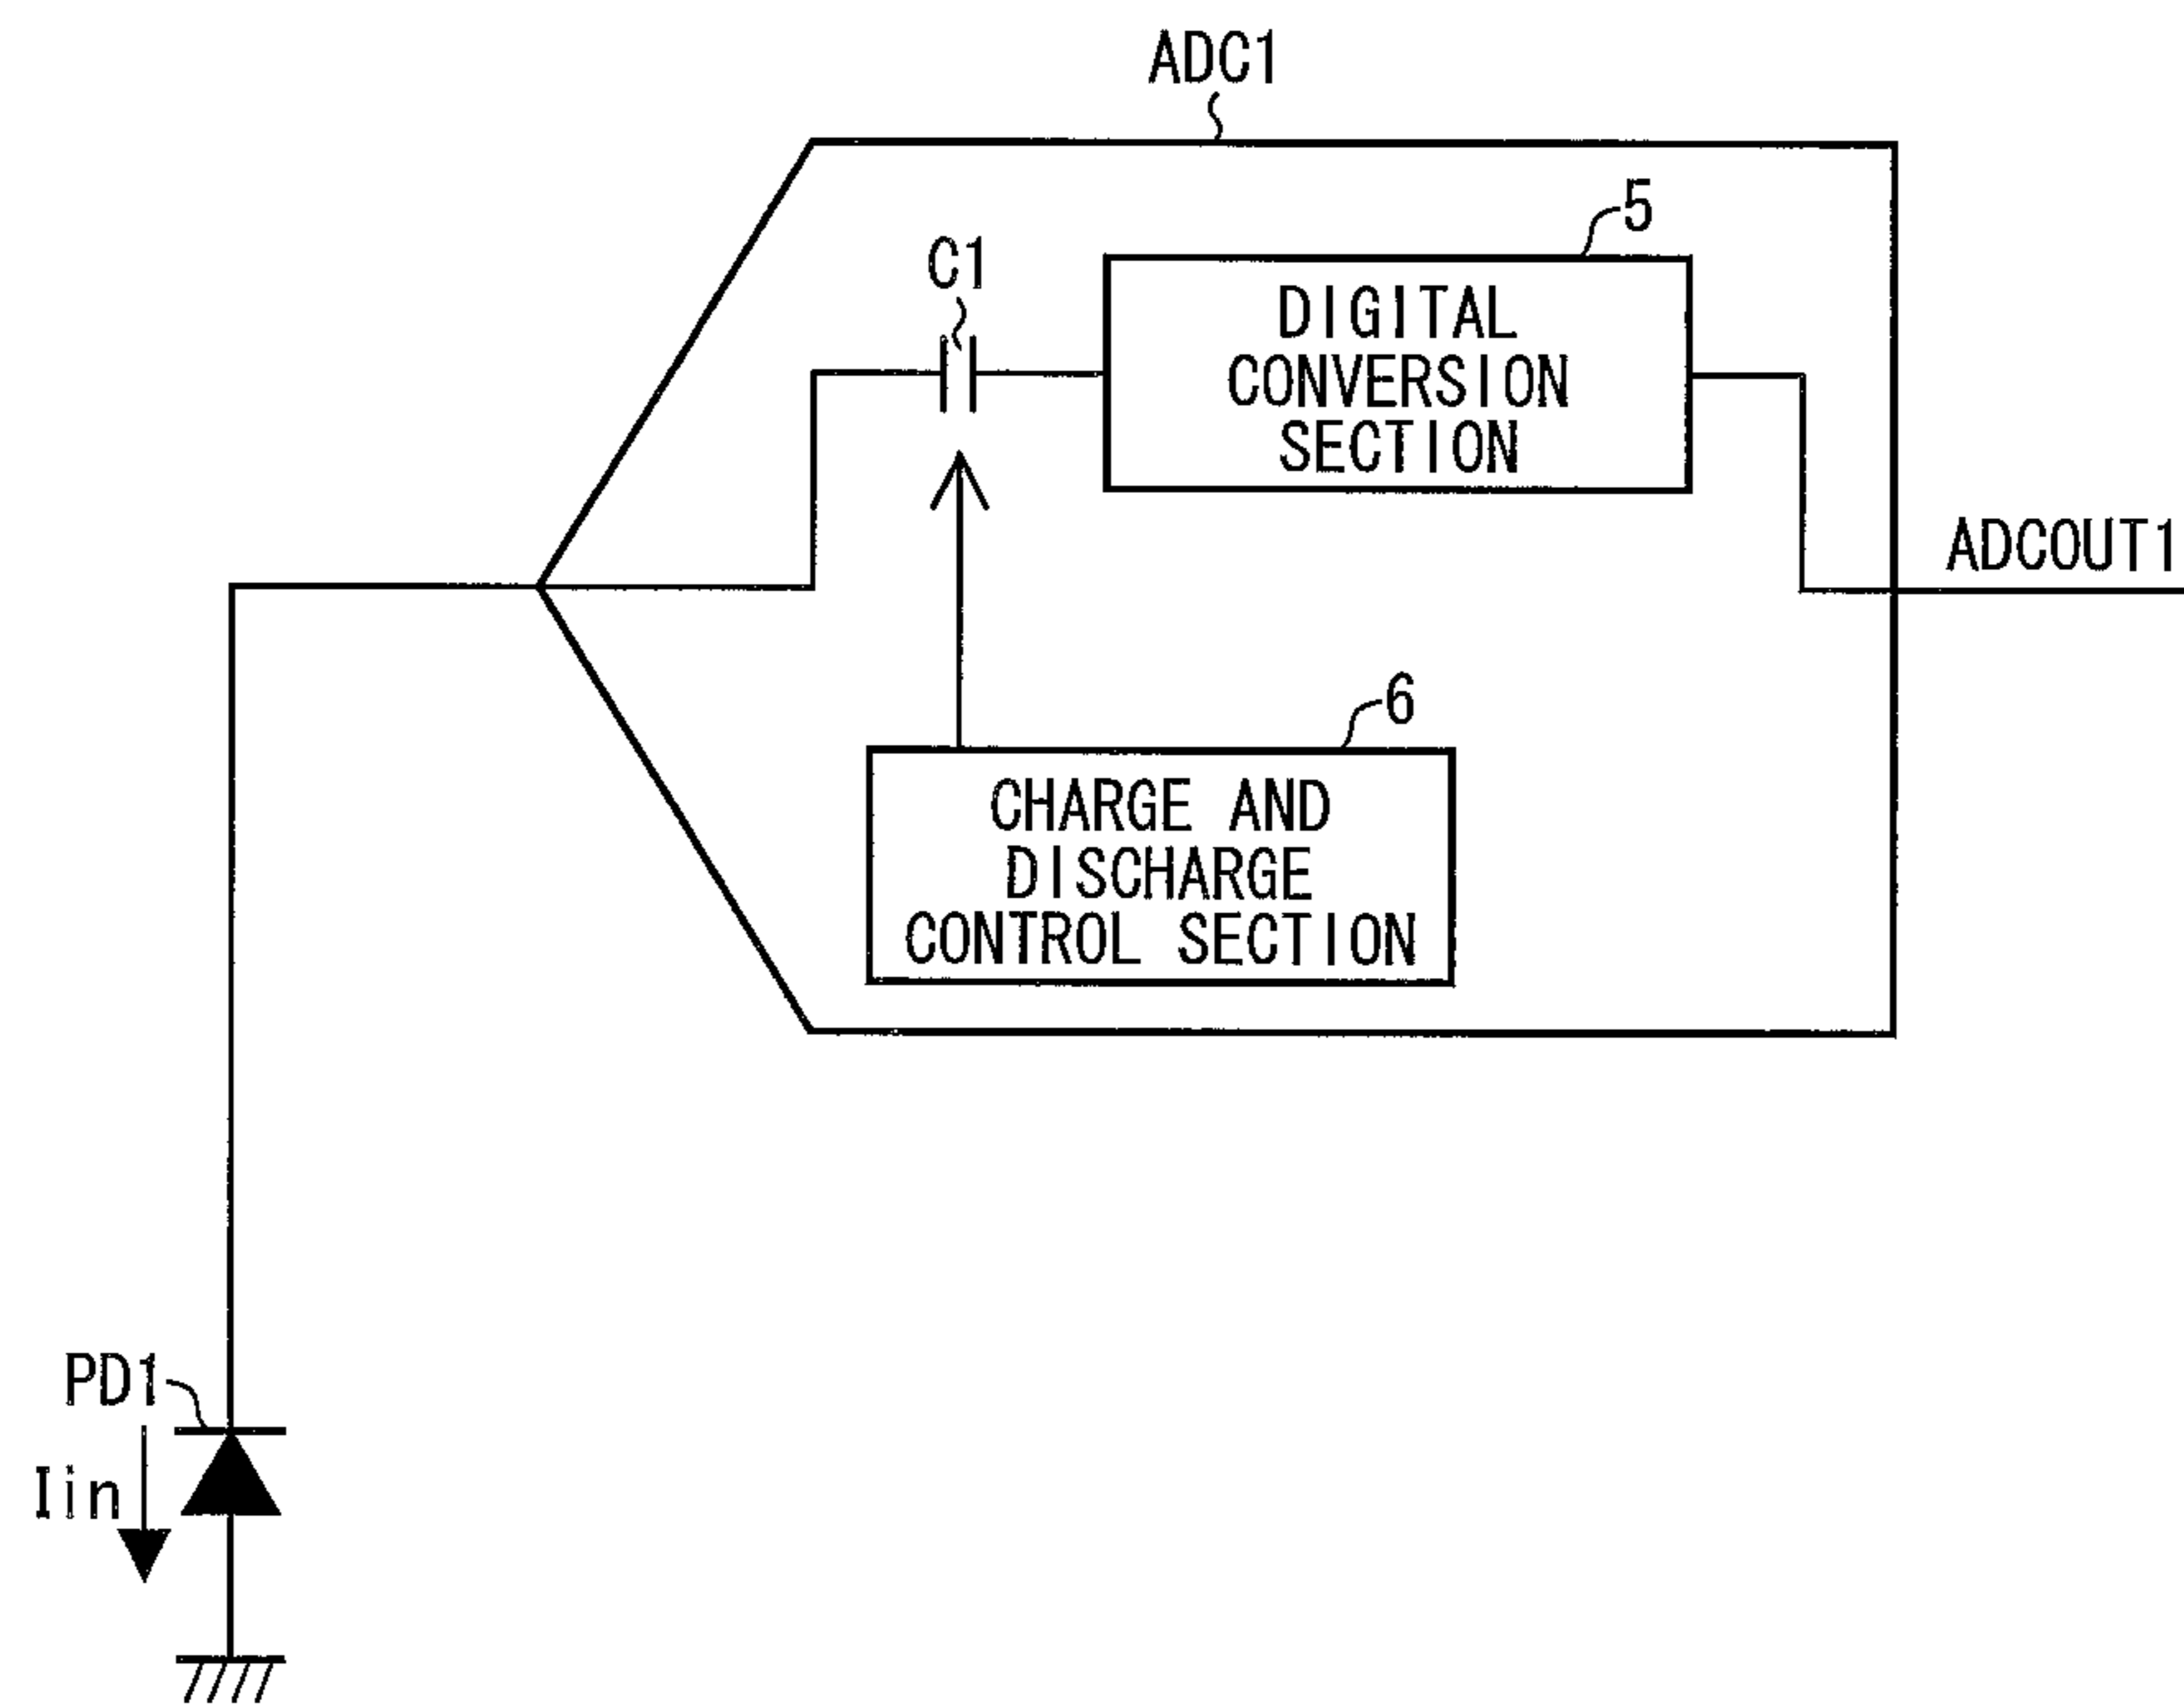 ADC1
5
C1
DIGITAL
CONVERSION
SECTION
ADCOUT1
6
CHARGE AND
DISCHARGE
CONTROL SECTION
PD1
Iin